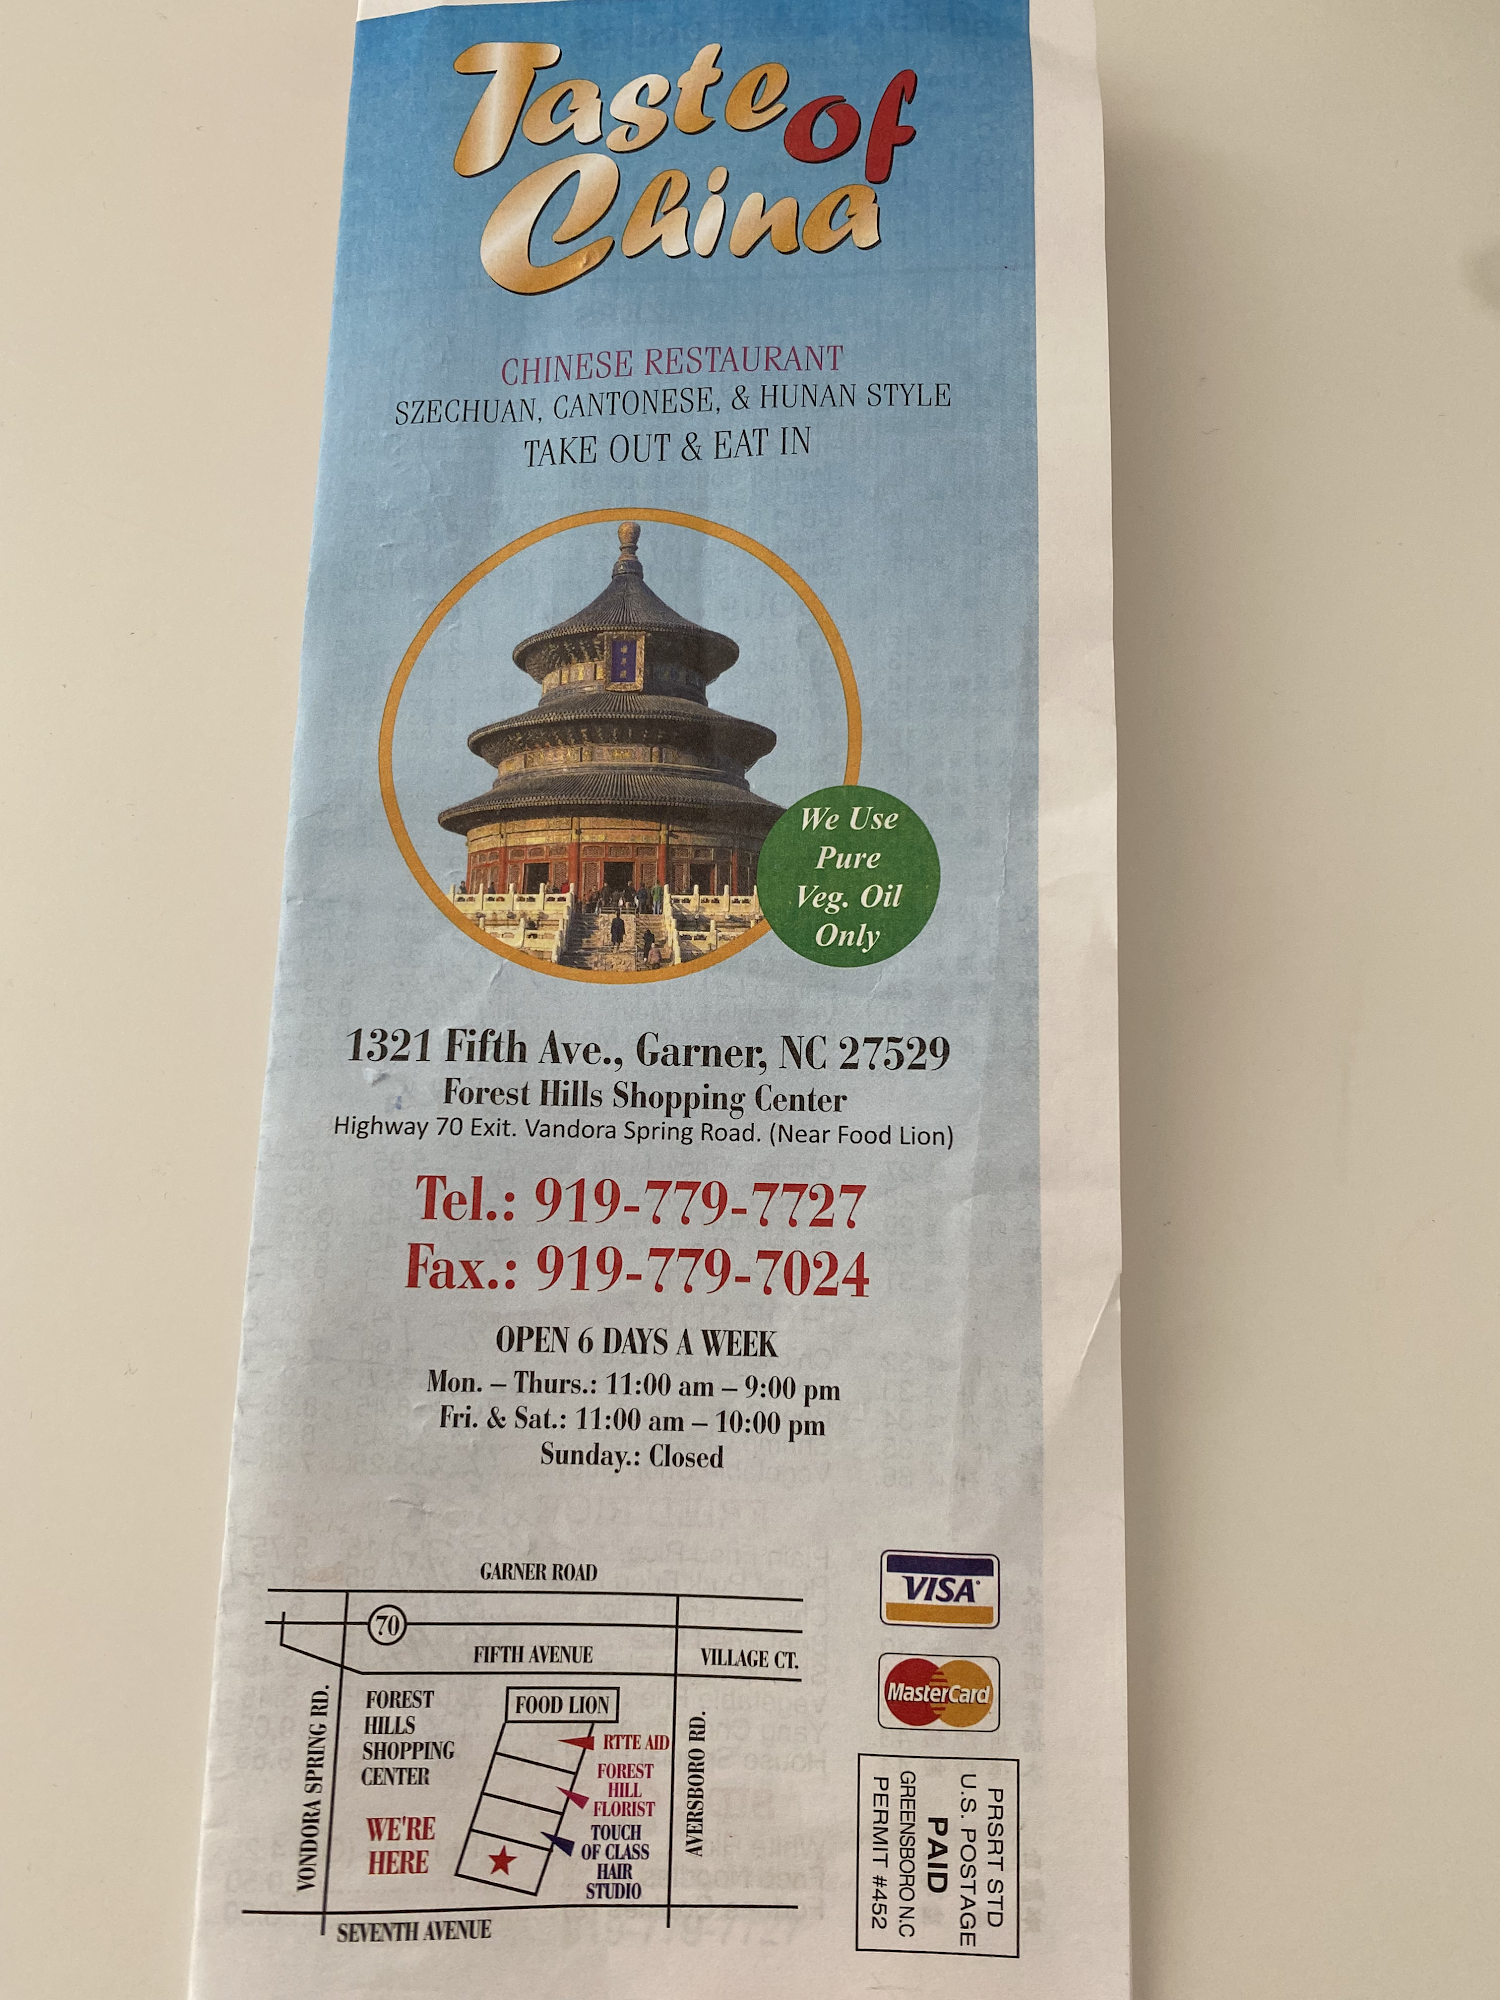 Taste of
China
CHINESE RESTAURANT
SZECHUAN, CANTONESE, & HUNAN STYLE
TAKE OUT & EAT IN
We Use
Pure
Veg. Oil
Only
1321 Fifth Ave., Garner, NC 27529
Forest Hills Shopping Center
Highway 70 Exit. Vandora Spring Road. (Near Food Lion)
Tel.: 919-779-7727
Fax.: 919-779-7024
OPEN 6 DAYS A WEEK
Mon. – Thurs.: 11:00 am – 9:00 pm
Fri. & Sat.: 11:00 am – 10:00 pm
Sunday.: Closed
GARNER ROAD
70
FIFTH AVENUE
VILLAGE CT.
VONDORA SPRING RD.
FOREST
HILLS
SHOPPING
CENTER
WE'RE
HERE
FOOD LION
RTTE AID
FOREST
HILL
FLORIST
TOUCH
OF CLASS
HAIR
STUDIO
AVERSBORO RD.
SEVENTH AVENUE
VISA
MasterCard
PRSRT STD
U.S. POSTAGE
PAID
GREENSBORO N.C
PERMIT #452